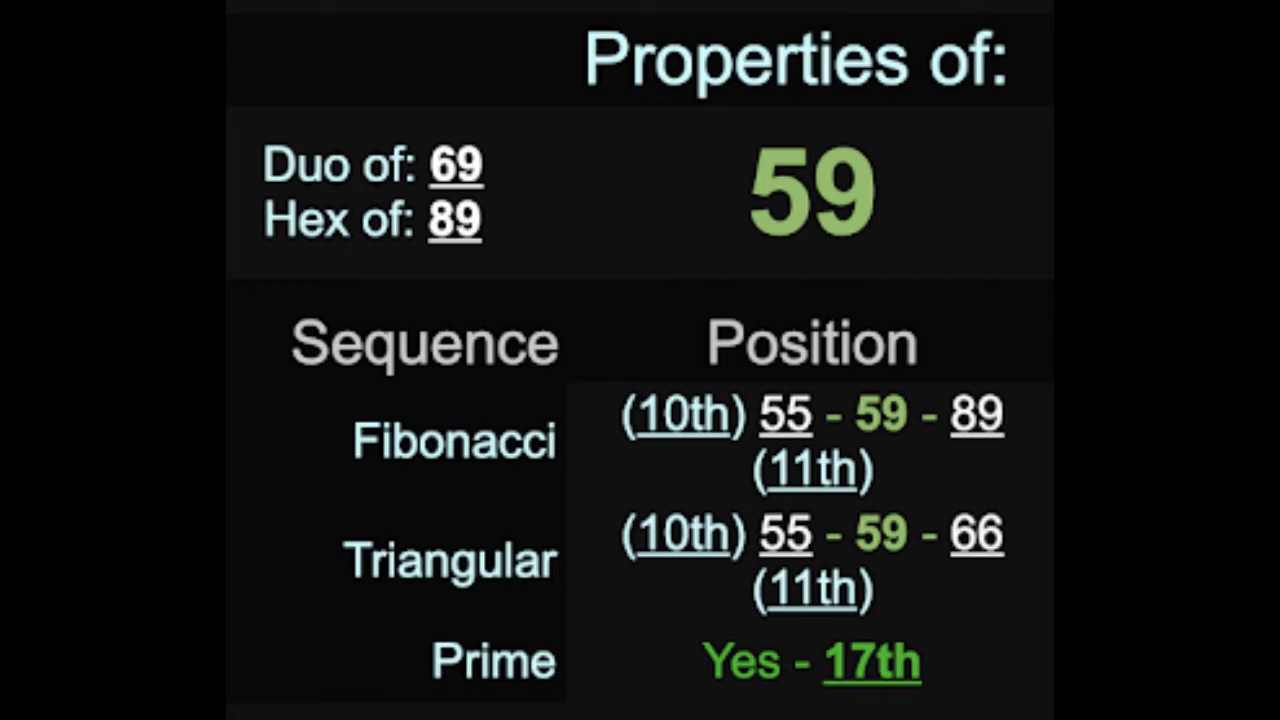 Properties of:
Duo of: 69
Hex of: 89
59
Sequence Position
Fibonacci
(10th) 55 - 59 - 89
(11th)
Triangular
(10th) 55 - 59 - 66
(11th)
Prime Yes - 17th